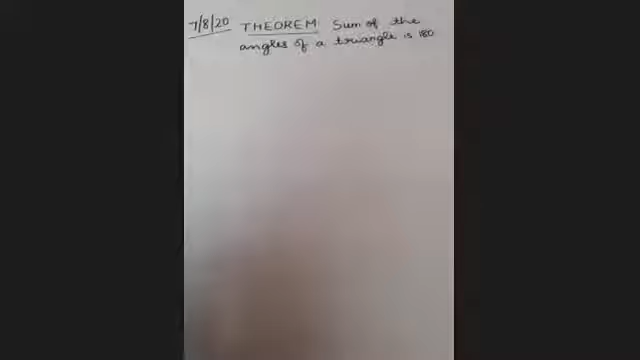 7/8/20 THEOREM: Sum of the
angles of a triangle is 180